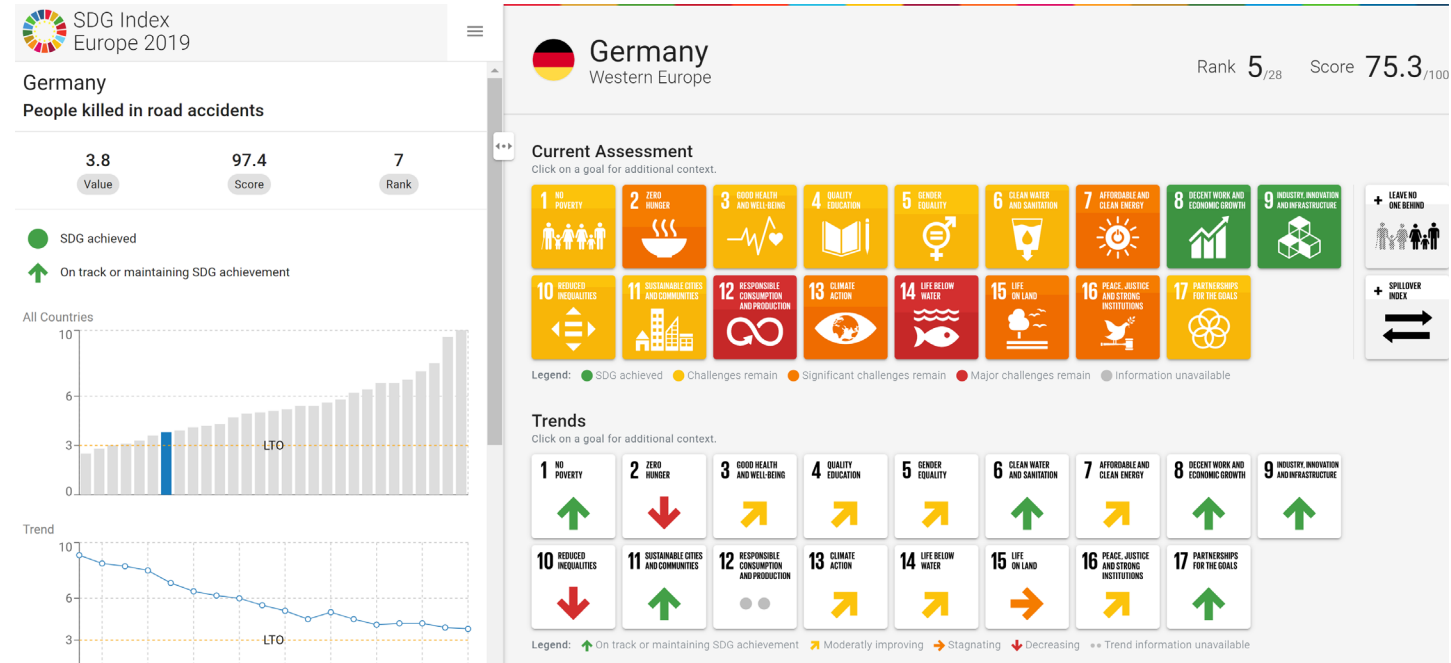 SDG Index
Europe 2019
Germany
People killed in road accidents
3.8
97.4
7
Value
Score
Rank
SDG achieved
On track or maintaining SDG achievement
All Countries
10
6
3
0
LTO
Trend
10
6
3
LTO
Germany
Western Europe
Rank 5/28 Score 75.3/100
Current Assessment
Click on a goal for additional context.
1 NO
POVERTY
2 ZERO
HUNGER
3 GOOD HEALTH
AND WELL-BEING
4 QUALITY
EDUCATION
5 GENDER
EQUALITY
6 CLEAN WATER
AND SANITATION
7 AFFORDABLE AND
CLEAN ENERGY
8 DECENT WORK AND
ECONOMIC GROWTH
9 INDUSTRY, INNOVATION
AND INFRASTRUCTURE
+ LEAVE NO
ONE BEHIND
10 REDUCED
INEQUALITIES
11 SUSTAINABLE CITIES
AND COMMUNITIES
12 RESPONSIBLE
CONSUMPTION
AND PRODUCTION
13 CLIMATE
ACTION
14 LIFE BELOW
WATER
15 LIFE
ON LAND
16 PEACE, JUSTICE
AND STRONG
INSTITUTIONS
17 PARTNERSHIPS
FOR THE GOALS
+ SPILLOVER
INDEX
Legend: SDG achieved Challenges remain Significant challenges remain Major challenges remain Information unavailable
Trends
Click on a goal for additional context.
1 NO
POVERTY
2 ZERO
HUNGER
3 GOOD HEALTH
AND WELL-BEING
4 QUALITY
EDUCATION
5 GENDER
EQUALITY
6 CLEAN WATER
AND SANITATION
7 AFFORDABLE AND
CLEAN ENERGY
8 DECENT WORK AND
ECONOMIC GROWTH
9 INDUSTRY, INNOVATION
AND INFRASTRUCTURE
10 REDUCED
INEQUALITIES
11 SUSTAINABLE CITIES
AND COMMUNITIES
12 RESPONSIBLE
CONSUMPTION
AND PRODUCTION
13 CLIMATE
ACTION
14 LIFE BELOW
WATER
15 LIFE
ON LAND
16 PEACE, JUSTICE
AND STRONG
INSTITUTIONS
17 PARTNERSHIPS
FOR THE GOALS
Legend: On track or maintaining SDG achievement Moderately improving Stagnating Decreasing Trend information unavailable